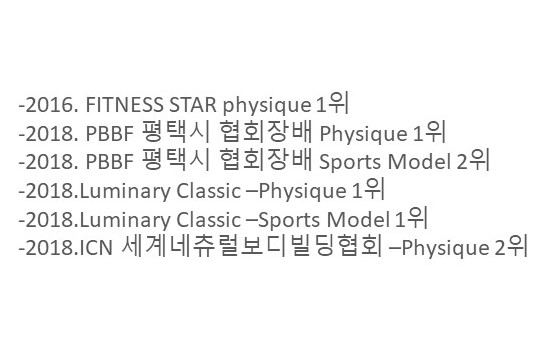 -2016. FITNESS STAR physique 1위
-2018. PBBF 평택시 협회장배 Physique 1위
-2018. PBBF 평택시 협회장배 Sports Model 2위
-2018.Luminary Classic –Physique 1위
-2018.Luminary Classic –Sports Model 1위
-2018.ICN 세계네츄럴보디빌딩협회 –Physique 2위